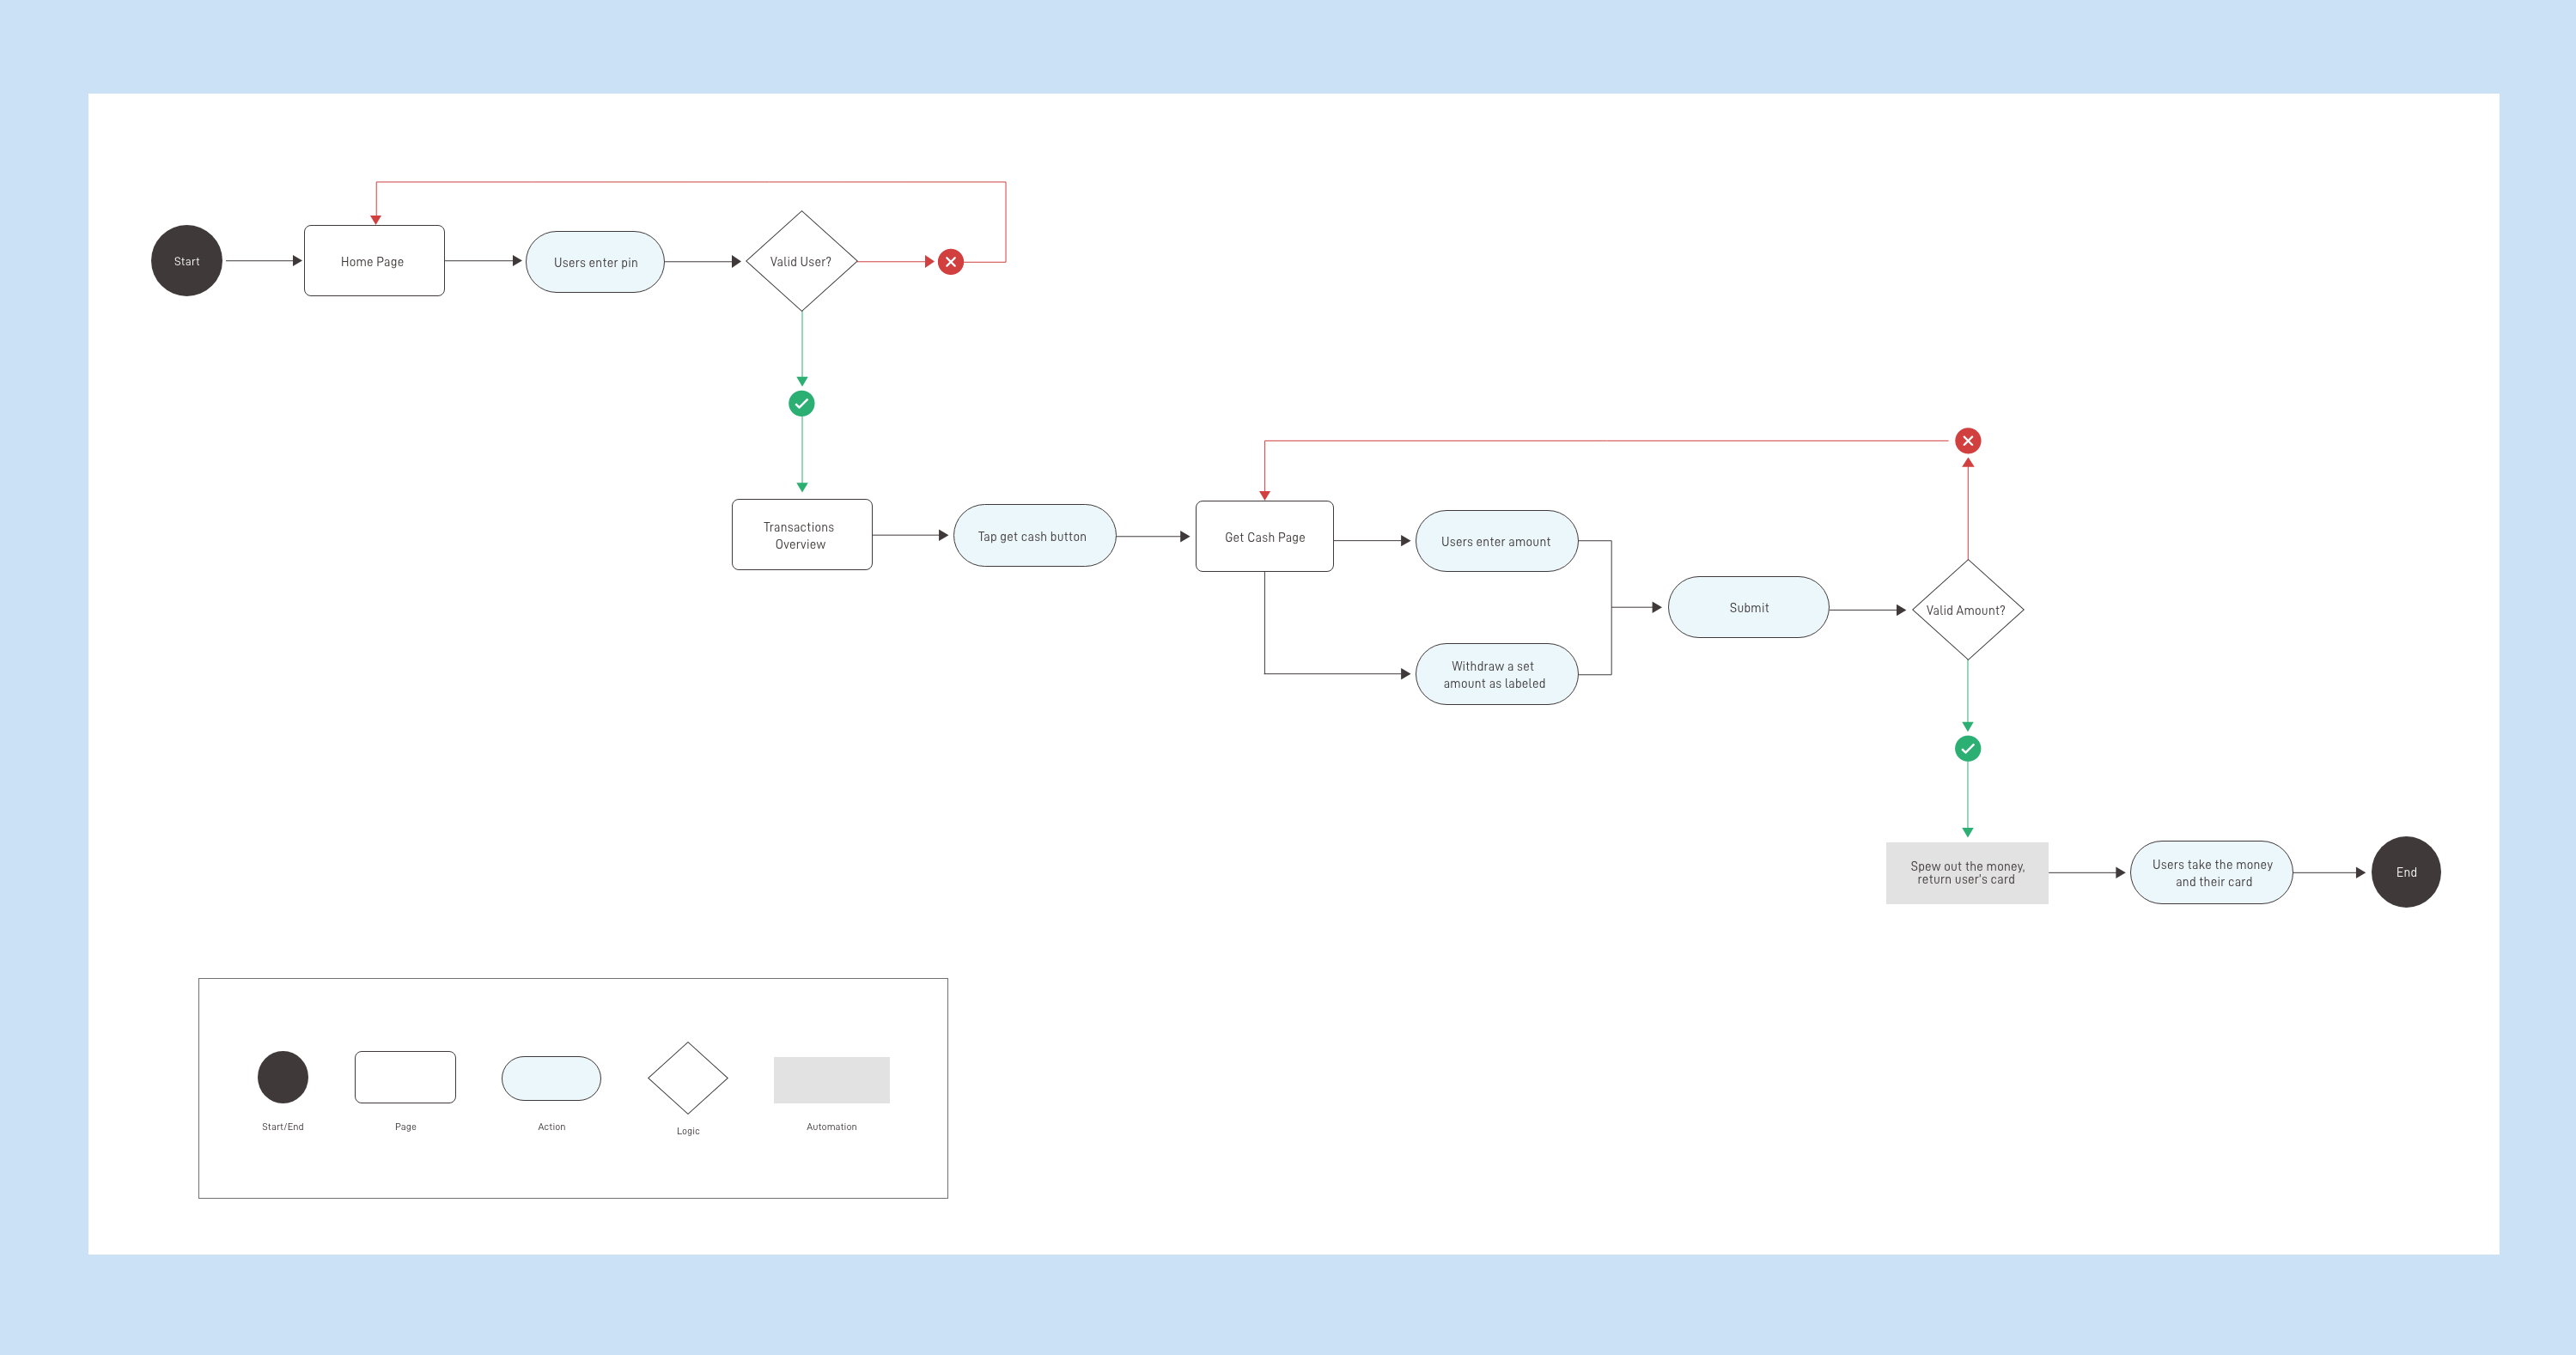 Start
Home Page
Users enter pin
Valid User?
Transactions
Overview
Tap get cash button
Get Cash Page
Users enter amount
Withdraw a set
amount as labeled
Submit
Valid Amount?
Spew out the money,
return user's card
Users take the money
and their card
End
Start/End
Page
Action
Logic
Automation